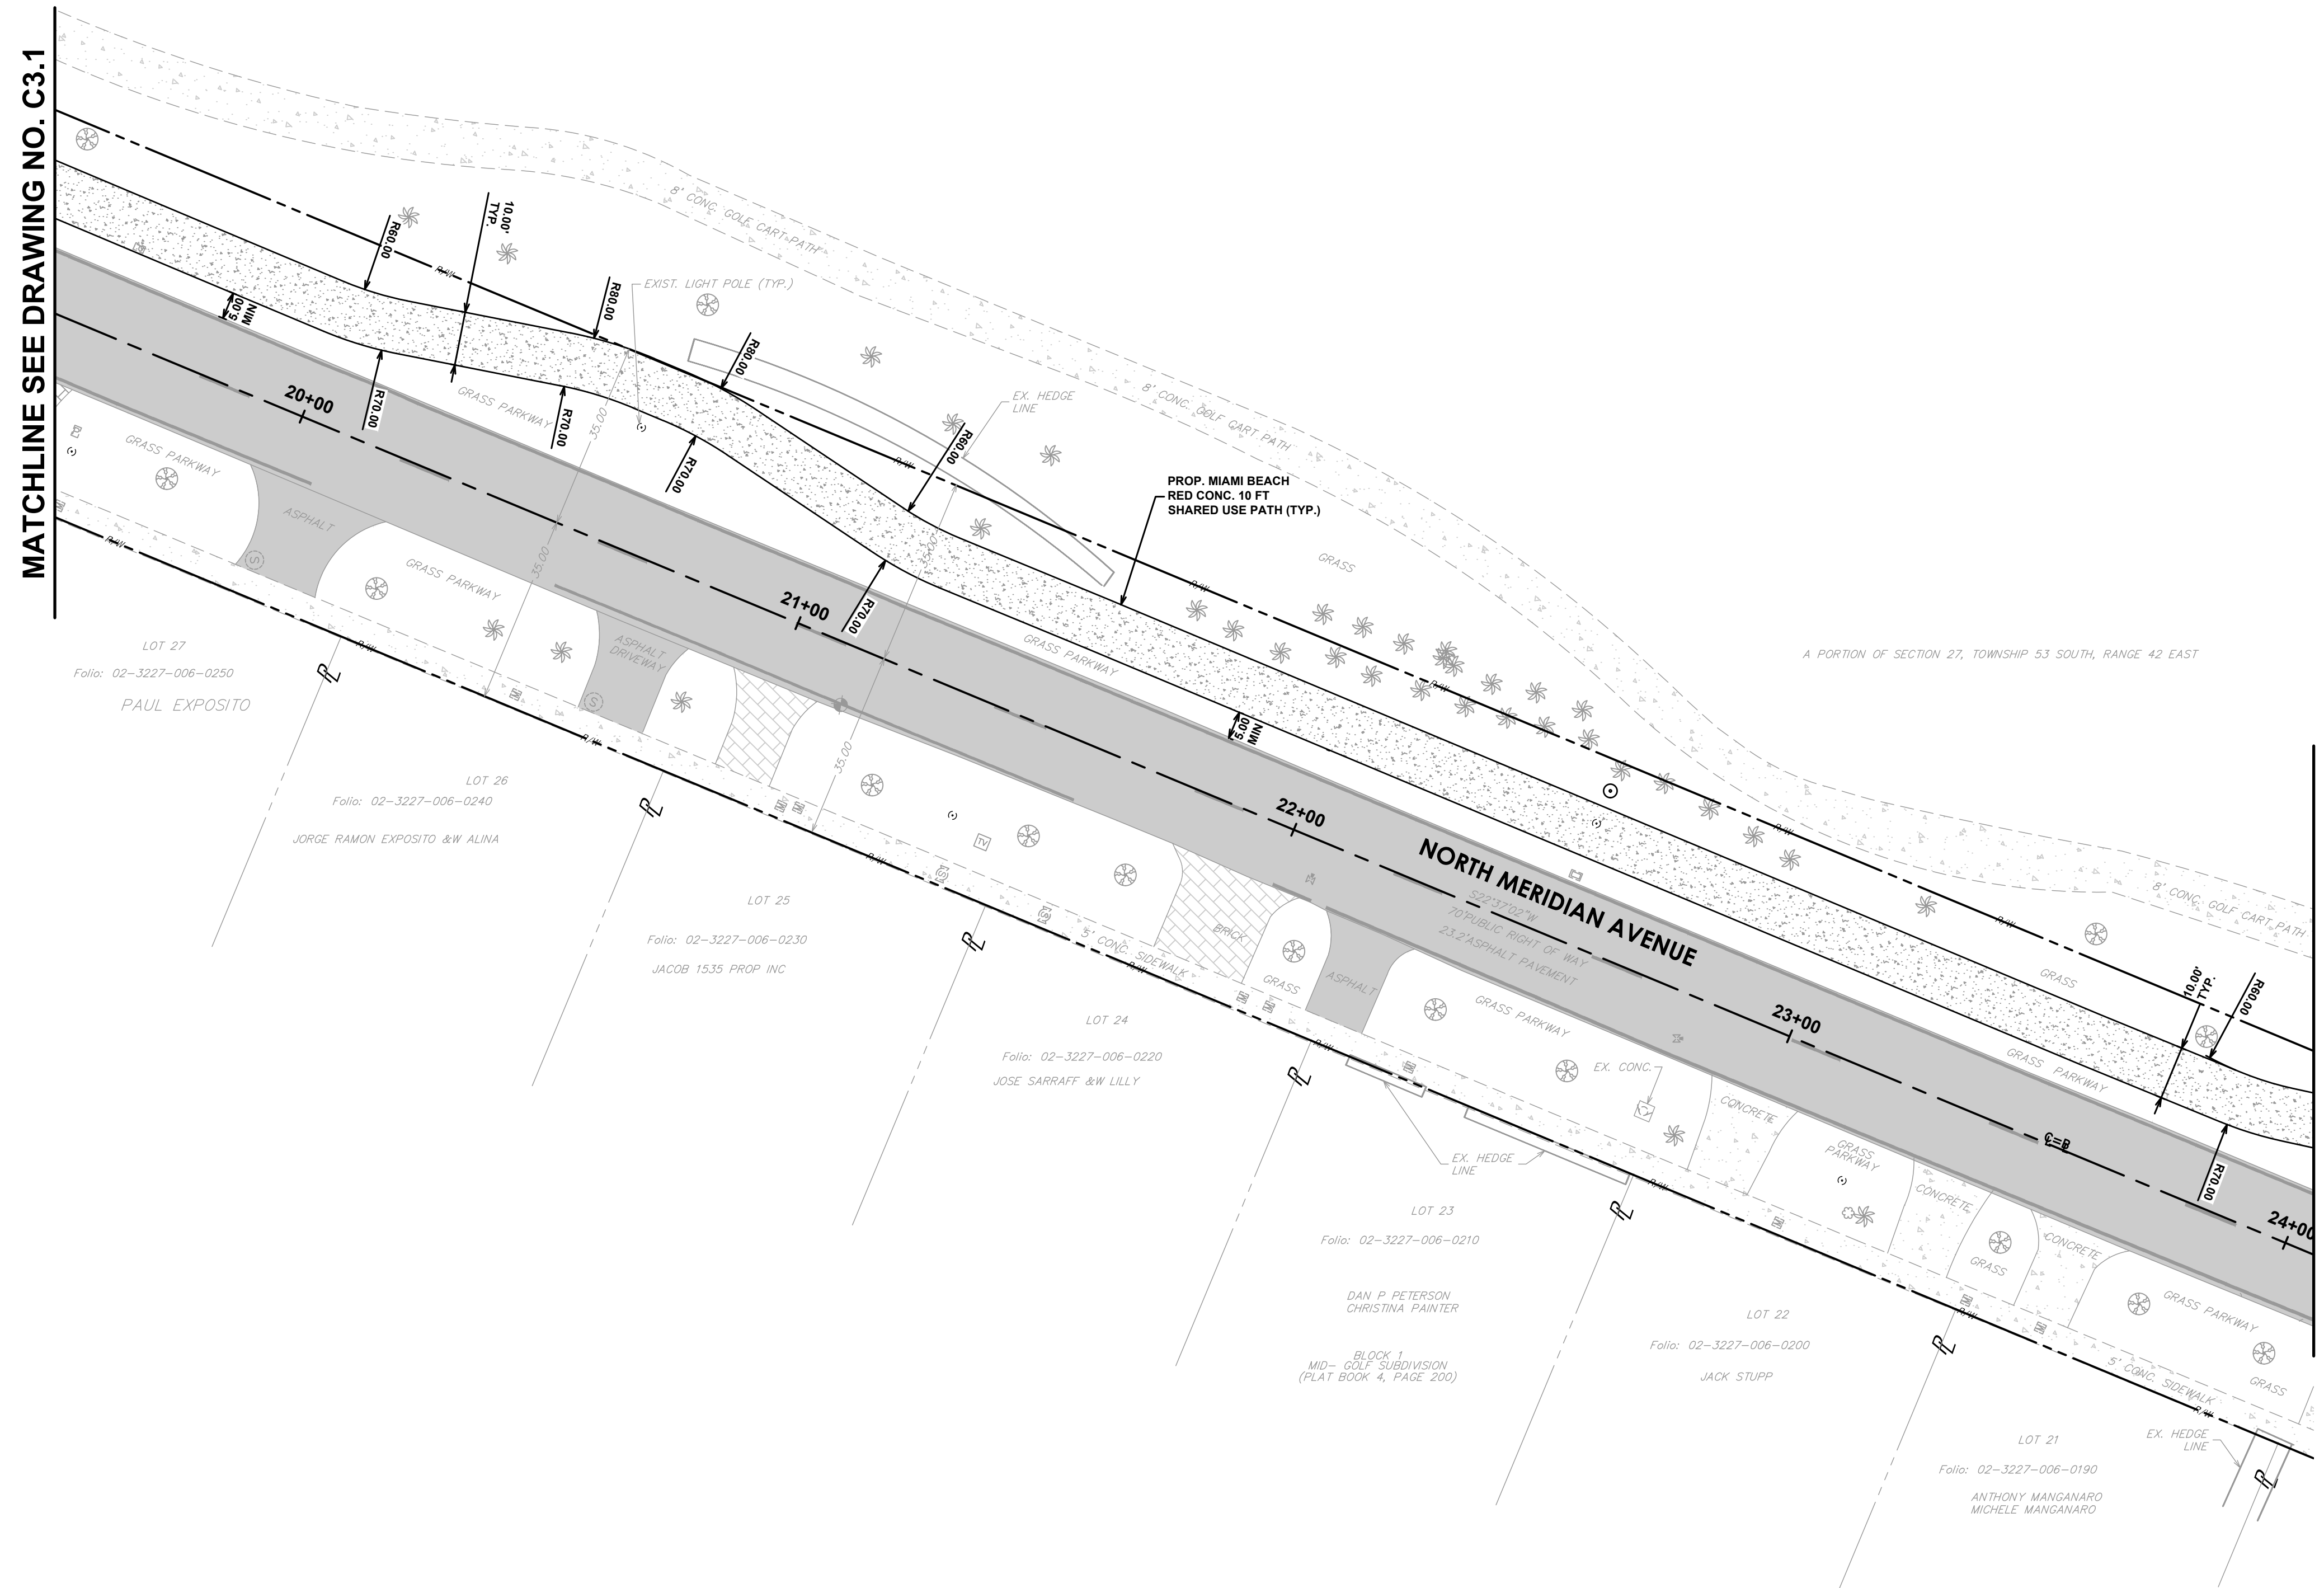 MATCHLINE SEE DRAWING NO. C3.1
8' CONC. GOLF CART PATH
R60.00
10.00'
TYP.
R/W
R80.00
EXIST. LIGHT POLE (TYP.)
5.00'
MIN
R80.00
20+00
R70.00
GRASS PARKWAY
R70.00
35.00
R70.00
EX. HEDGE
LINE
8' CONC. GOLF CART PATH
R60.00
R/W
PROP. MIAMI BEACH
RED CONC. 10 FT
SHARED USE PATH (TYP.)
GRASS PARKWAY
ASPHALT
S
R/W
GRASS PARKWAY
35.00
35.00
GRASS
R/W
21+00
R70.00
ASPHALT
DRIVEWAY
S
GRASS PARKWAY
R/W
A PORTION OF SECTION 27, TOWNSHIP 53 SOUTH, RANGE 42 EAST
LOT 27
Folio: 02-3227-006-0250
PAUL EXPOSITO
R/W
PL
5.00'
MIN
R/W
35.00
LOT 26
Folio: 02-3227-006-0240
JORGE RAMON EXPOSITO &W ALINA
PL
22+00
NORTH MERIDIAN AVENUE
S22°37'02"W
70'PUBLIC RIGHT OF WAY
23.2'ASPHALT PAVEMENT
R/W
TV
R/W
LOT 25
Folio: 02-3227-006-0230
JACOB 1535 PROP INC
PL
5' CONC. SIDEWALK
R/W
BRICK
GRASS
ASPHALT
GRASS PARKWAY
8' CONC. GOLF CART PATH
R/W
GRASS
10.00'
TYP.
R60.00
23+00
GRASS PARKWAY
LOT 24
Folio: 02-3227-006-0220
JOSE SARRAFF &W LILLY
R/W
PL
EX. CONC.
CONCRETE
EX. HEDGE
LINE
GRASS
PARKWAY
R70.00
CONCRETE
24+00
R/W
PL
LOT 23
Folio: 02-3227-006-0210
DAN P PETERSON
CHRISTINA PAINTER
BLOCK 1
MID- GOLF SUBDIVISION
(PLAT BOOK 4, PAGE 200)
CONCRETE
GRASS
GRASS PARKWAY
R/W
PL
LOT 22
Folio: 02-3227-006-0200
JACK STUPP
5' CONC. SIDEWALK
GRASS
R/W
LOT 21
Folio: 02-3227-006-0190
ANTHONY MANGANARO
MICHELE MANGANARO
EX. HEDGE
LINE
PL